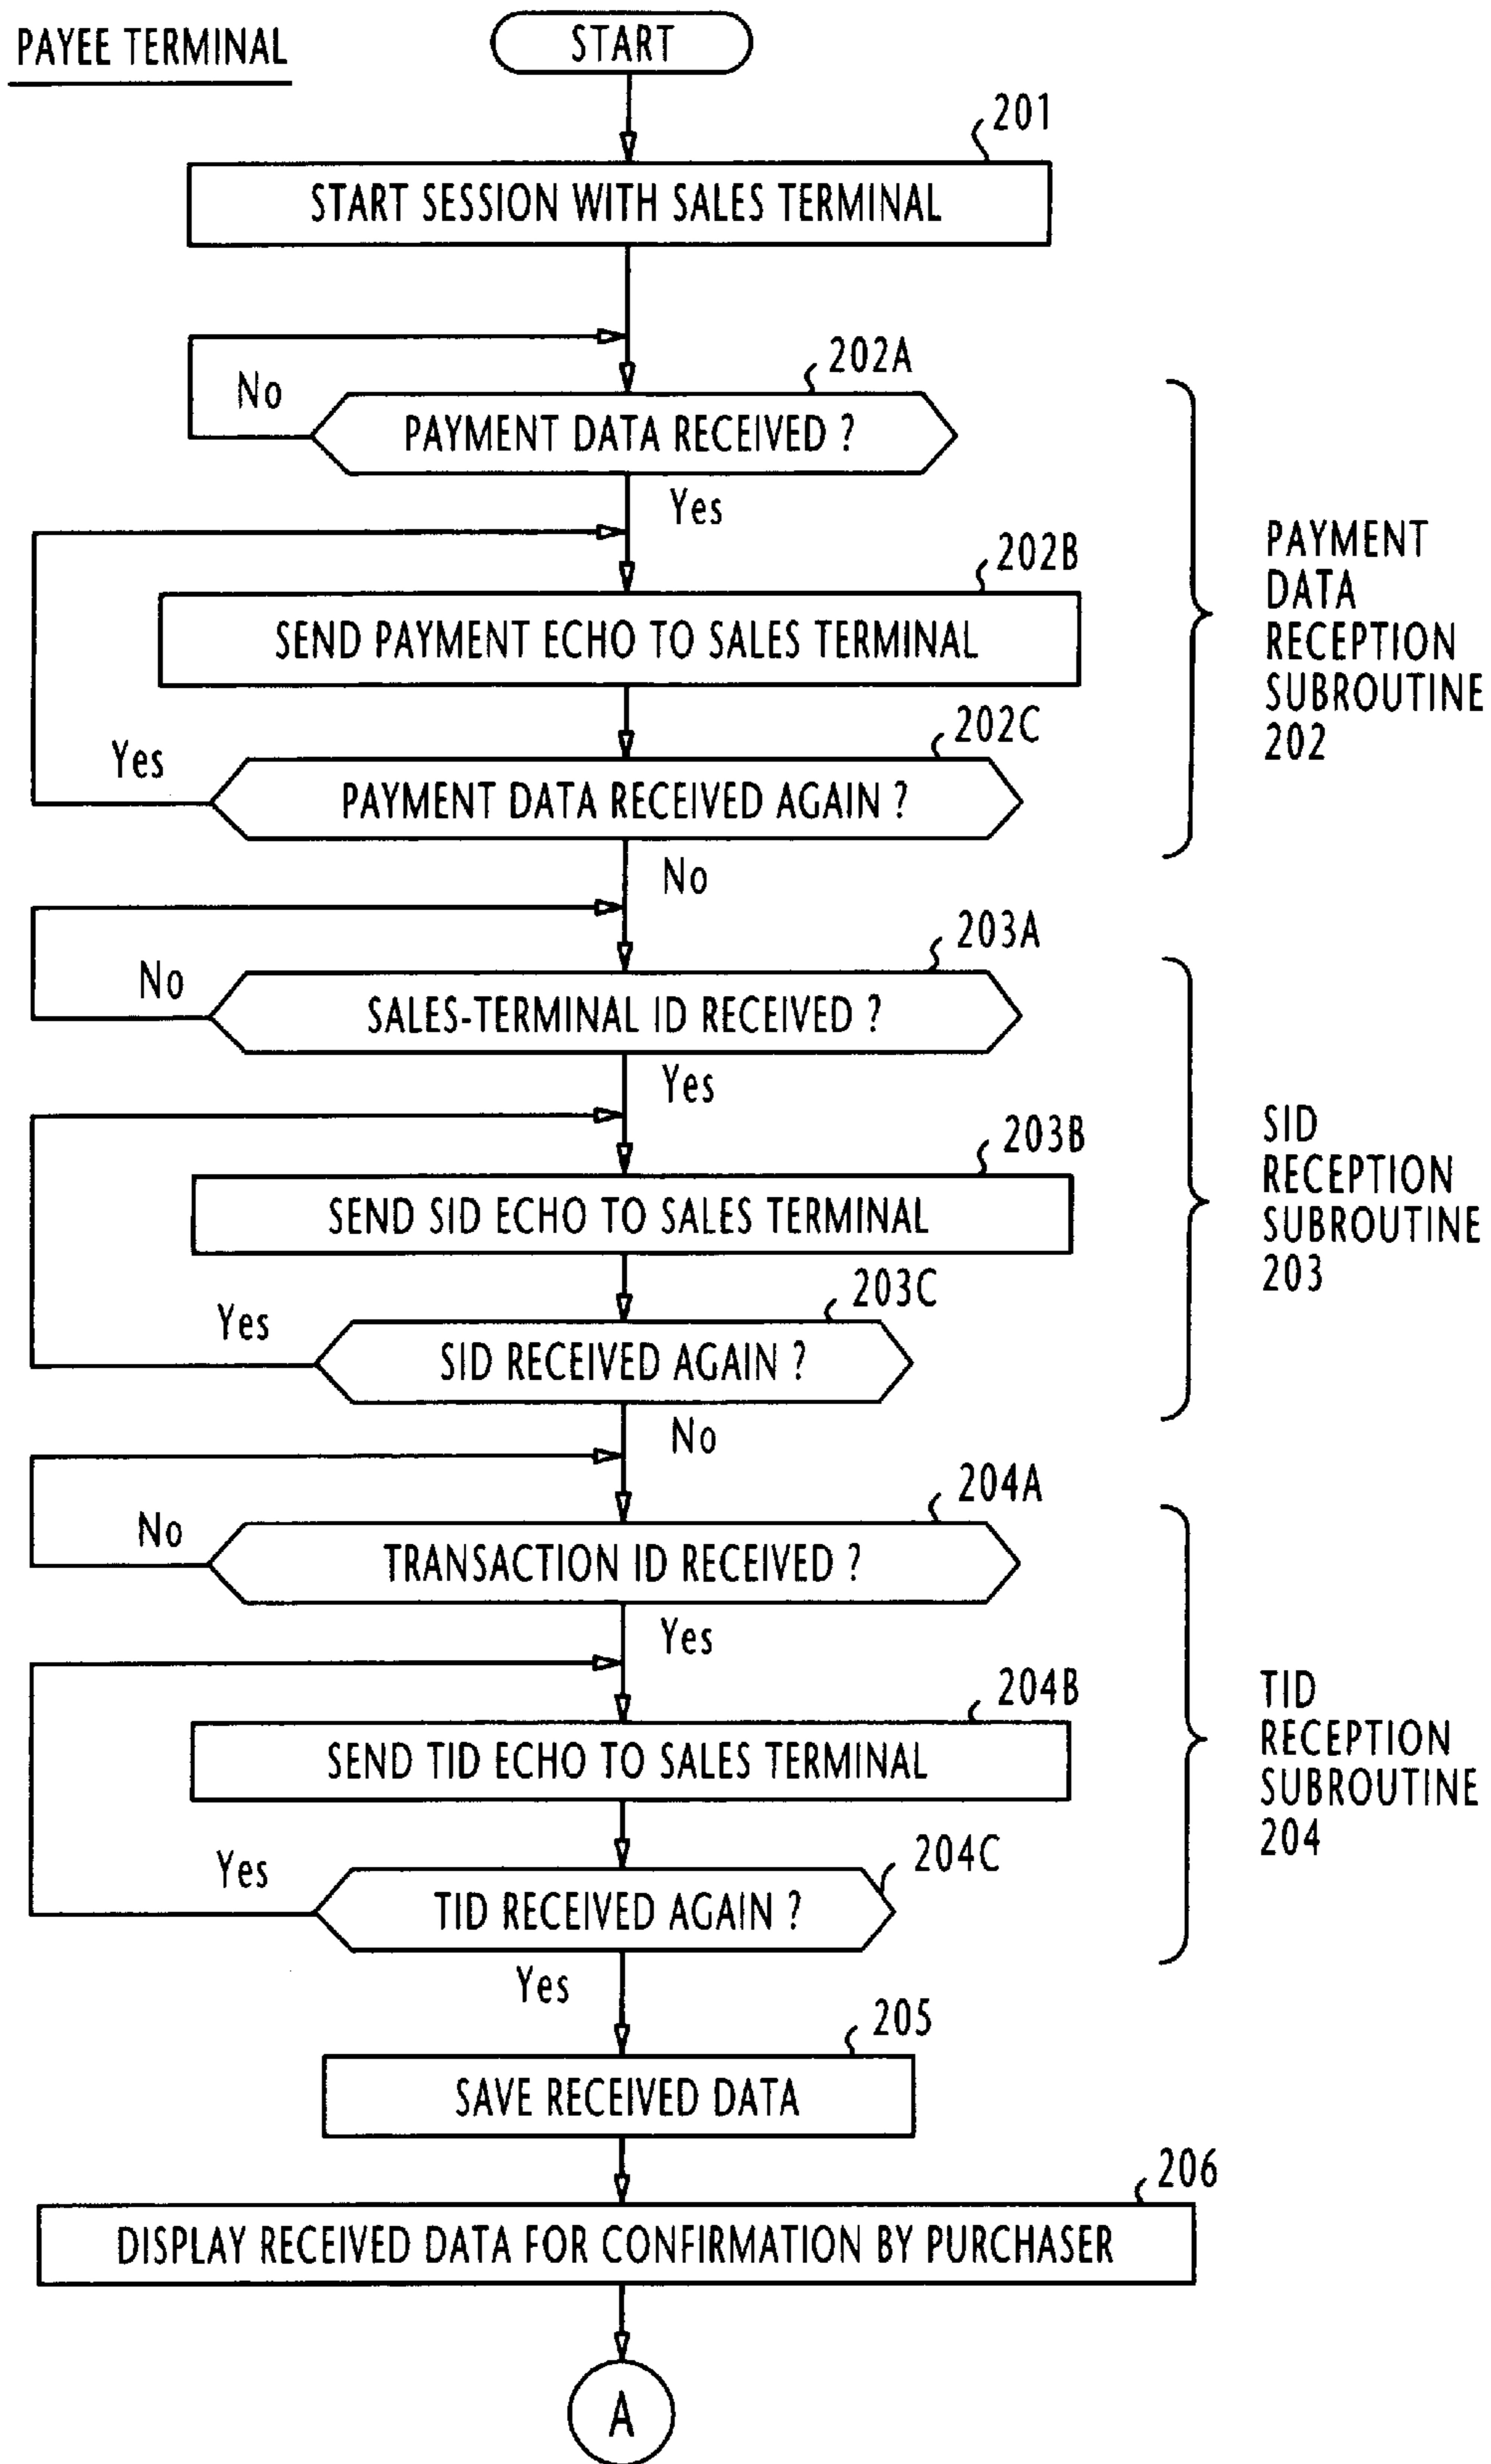 PAYEE TERMINAL
START
201
START SESSION WITH SALES TERMINAL
202A
No
PAYMENT DATA RECEIVED ?
Yes
202B
SEND PAYMENT ECHO TO SALES TERMINAL
202C
Yes
PAYMENT DATA RECEIVED AGAIN ?
No
PAYMENT
DATA
RECEPTION
SUBROUTINE
202
203A
No
SALES-TERMINAL ID RECEIVED ?
Yes
203B
SEND SID ECHO TO SALES TERMINAL
203C
Yes
SID RECEIVED AGAIN ?
No
SID
RECEPTION
SUBROUTINE
203
204A
No
TRANSACTION ID RECEIVED ?
Yes
204B
SEND TID ECHO TO SALES TERMINAL
204C
Yes
TID RECEIVED AGAIN ?
Yes
TID
RECEPTION
SUBROUTINE
204
205
SAVE RECEIVED DATA
206
DISPLAY RECEIVED DATA FOR CONFIRMATION BY PURCHASER
A